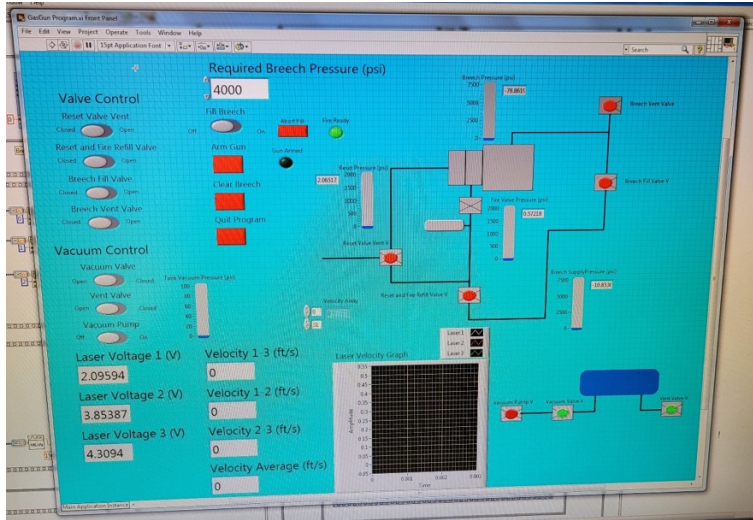 GasGun Program.vi Front Panel
File Edit View Project Operate Tools Window Help
15pt Application Font
Search
Required Breech Pressure (psi)
4000
Valve Control
Reset Valve Vent
Closed Open
Reset and Fire Refill Valve
Closed Open
Breech Fill Valve
Closed Open
Breech Vent Valve
Closed Open
Fill Breech
Off On
Abort Fill
Fire Ready
Arm Gun
Gun Armed
Clear Breech
Quit Program
Vacuum Control
Vacuum Valve
Open Closed
Vent Valve
Open Closed
Vacuum Pump
Off On
Tank Vacuum Pressure (psi)
100
80
60
40
20
0
Laser Voltage 1 (V)
2.09594
Laser Voltage 2 (V)
3.85387
Laser Voltage 3 (V)
4.3094
Velocity 1-3 (ft/s)
0
Velocity 1-2 (ft/s)
0
Velocity 2-3 (ft/s)
0
Velocity Average (ft/s)
0
Breech Pressure (psi)
7500
5000
2500
0
Breech Vent Valve
Reset Pressure (psi)
2.06517
2000
1500
1000
500
0
Breech Fill Valve V
Fire Valve Pressure (psi)
9.57219
2000
1500
1000
500
0
Reset Valve Vent V
Reset and Fire Refill Valve V
Breech Supply Pressure (psi)
7500
5000
2500
0
Velocity Array
Laser 1
Laser 2
Laser 3
Laser Velocity Graph
Amplitude
Time
0 0.001 0.002 0.003
Vacuum Pump V
Vacuum Valve V
Vent Valve V
Main Application Instance